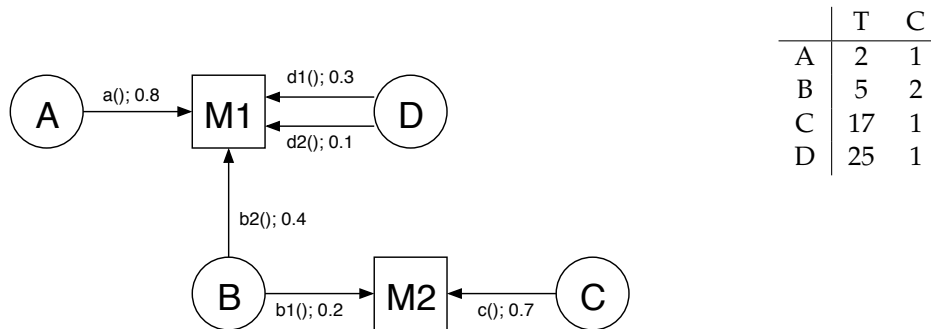 T C
A 2 1
B 5 2
C 17 1
D 25 1
A
a(); 0.8
M1
d1(); 0.3
d2(); 0.1
D
b2(); 0.4
B
b1(); 0.2
M2
c(); 0.7
C